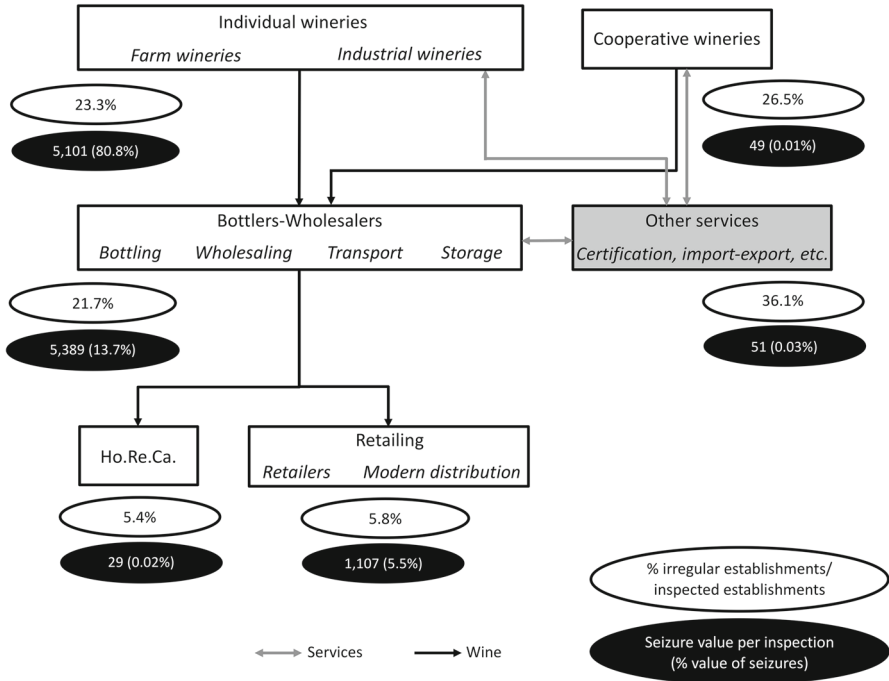 Individual wineries
Farm wineries Industrial wineries
Cooperative wineries
23.3%
5,101 (80.8%)
26.5%
49 (0.01%)
Bottlers-Wholesalers
Bottling Wholesaling Transport Storage
Other services
Certification, import-export, etc.
21.7%
5,389 (13.7%)
36.1%
51 (0.03%)
Ho.Re.Ca.
Retailing
Retailers Modern distribution
5.4%
29 (0.02%)
5.8%
1,107 (5.5%)
% irregular establishments/
inspected establishments
Seizure value per inspection
(% value of seizures)
Services
Wine